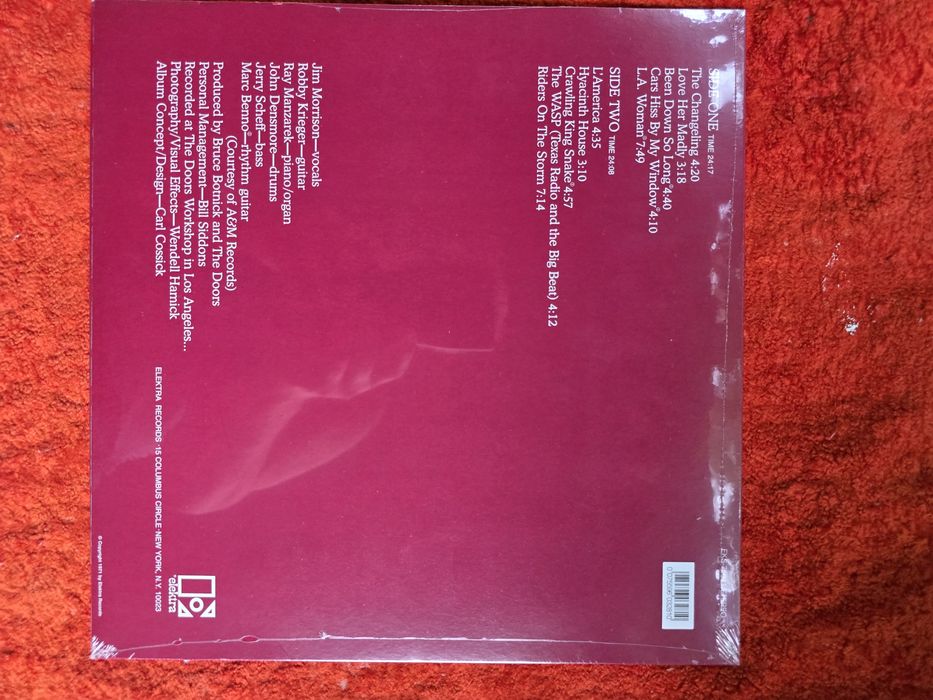 SIDE ONE TIME 24:17
The Changeling 4:20
Love Her Madly 3:18
Been Down So Long* 4:40
Cars Hiss By My Window* 4:10
L.A. Woman* 7:49
SIDE TWO TIME 24:08
L'America 4:35
Hyacinth House 3:10
Crawling King Snake* 4:57
The WASP (Texas Radio and the Big Beat) 4:12
Riders On The Storm 7:14
Jim Morrison—vocals
Robby Krieger—guitar
Ray Manzarek—piano/organ
John Densmore—drums
Jerry Scheff—bass
Marc Benno*—rhythm guitar
(Courtesy of A&M Records)
Produced by Bruce Botnick and The Doors
Personal Management—Bill Siddons
Recorded at The Doors Workshop in Los Angeles...
Photography/Visual Effects—Wendell Hamick
Album Concept/Design—Carl Cossick
ELEKTRA RECORDS·15 COLUMBUS CIRCLE·NEW YORK, N.Y. 10023
elektra
© Copyright 1971 by Elektra Records